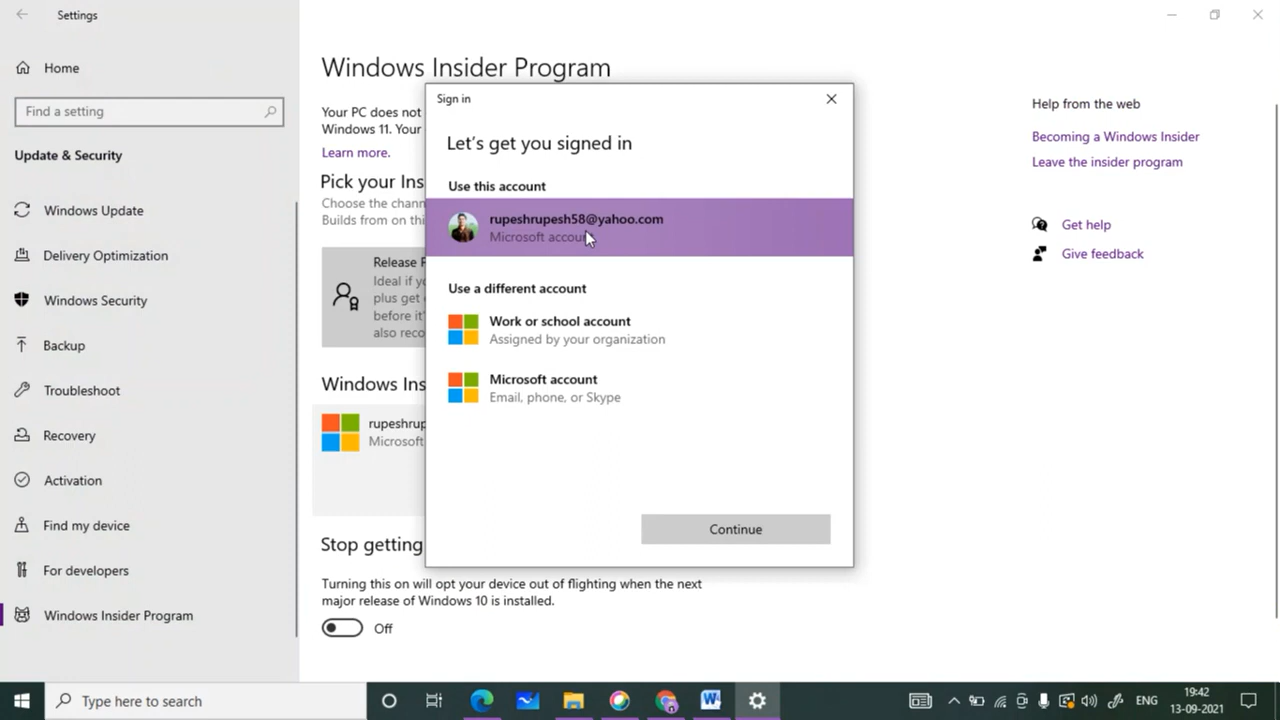 Settings
Home
Find a setting
Update & Security
Windows Update
Delivery Optimization
Windows Security
Backup
Troubleshoot
Recovery
Activation
Find my device
For developers
Windows Insider Program
Windows Insider Program
Your PC does not
Windows 11. Your
Learn more.
Pick your Ins
Choose the chann
Builds from on thi
Release P
Ideal if yo
plus get
before it'
also reco
Windows Ins
rupeshrup
Microsoft
Stop getting
Turning this on will opt your device out of flighting when the next
major release of Windows 10 is installed.
Off
Sign in
Let's get you signed in
Use this account
rupeshrupesh58@yahoo.com
Microsoft accoun
Use a different account
Work or school account
Assigned by your organization
Microsoft account
Email, phone, or Skype
Continue
Help from the web
Becoming a Windows Insider
Leave the insider program
Get help
Give feedback
Type here to search
ENG
19:42
13-09-2021